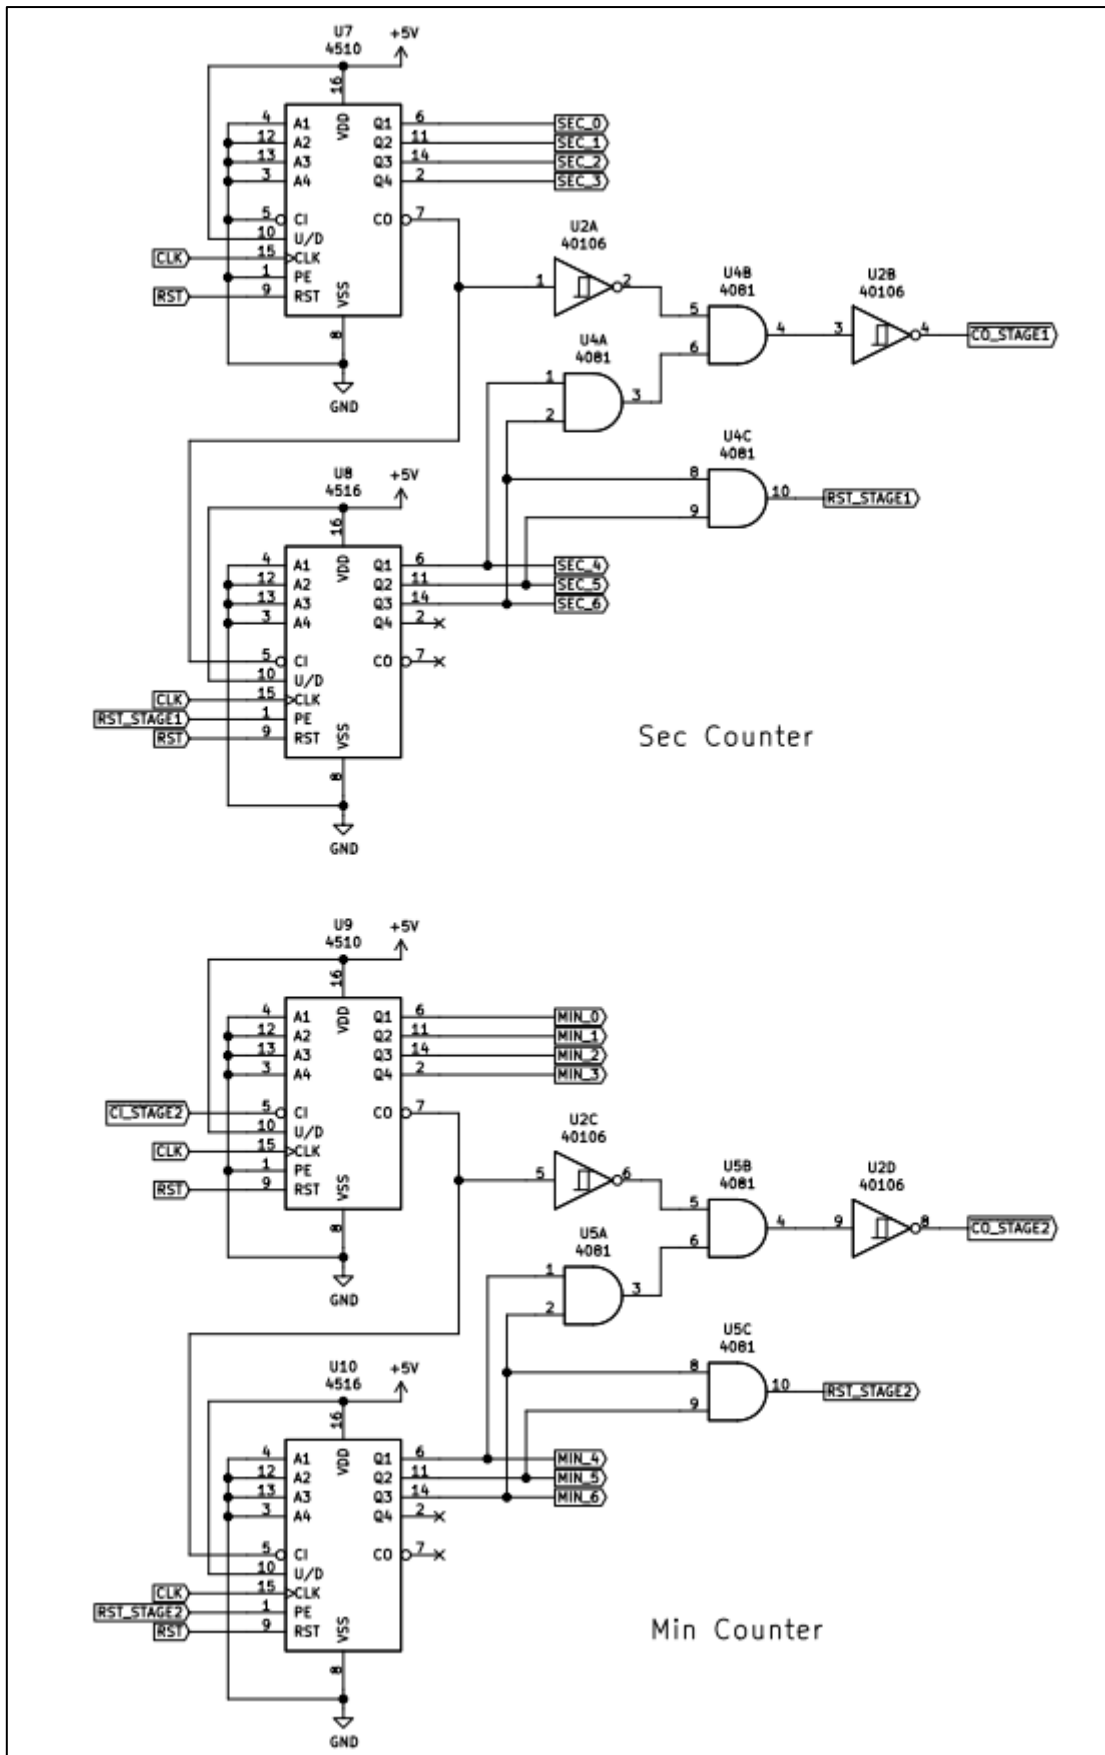 U7 +5V
4510
16
4 A1 VDD Q1 6 SEC_0
12 A2 Q2 11 SEC_1
13 A3 Q3 14 SEC_2
3 A4 Q4 2 SEC_3
5 CI CO 7
10 U/D
CLK 15 CLK
1 PE
RST 9 RST VSS
8
GND
U2A
40106
1 2
U4B
4081
5 4
6
U2B
40106
3 4 CO_STAGE1
U4A
4081
1 3
2
U4C
4081
8 10 RST_STAGE1
9
U8 +5V
4516
16
4 A1 VDD Q1 6 SEC_4
12 A2 Q2 11 SEC_5
13 A3 Q3 14 SEC_6
3 A4 Q4 2
5 CI CO 7
10 U/D
CLK 15 CLK
RST_STAGE1 1 PE
RST 9 RST VSS
8
GND
Sec Counter
U9 +5V
4510
16
4 A1 VDD Q1 6 MIN_0
12 A2 Q2 11 MIN_1
13 A3 Q3 14 MIN_2
3 A4 Q4 2 MIN_3
CI_STAGE2 5 CI CO 7
10 U/D
CLK 15 CLK
1 PE
RST 9 RST VSS
8
GND
U2C
40106
5 6
U5B
4081
5 4
6
U2D
40106
9 8 CO_STAGE2
U5A
4081
1 3
2
U5C
4081
8 10 RST_STAGE2
9
U10 +5V
4516
16
4 A1 VDD Q1 6 MIN_4
12 A2 Q2 11 MIN_5
13 A3 Q3 14 MIN_6
3 A4 Q4 2
5 CI CO 7
10 U/D
CLK 15 CLK
RST_STAGE2 1 PE
RST 9 RST VSS
8
GND
Min Counter